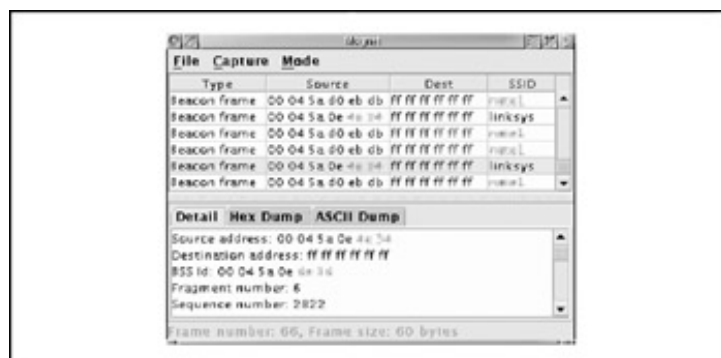 File Capture Mode
Type Source Dest SSID
Beacon frame 00 04 5a d0 eb db ff ff ff ff ff ff
Beacon frame 00 04 5a 0e ff ff ff ff ff ff linksys
Beacon frame 00 04 5a d0 eb db ff ff ff ff ff ff
Beacon frame 00 04 5a d0 eb db ff ff ff ff ff ff
Beacon frame 00 04 5a 0e ff ff ff ff ff ff linksys
Beacon frame 00 04 5a d0 eb db ff ff ff ff ff ff
Detail Hex Dump ASCII Dump
Source address: 00 04 5a 0e
Destination address: ff ff ff ff ff ff
BSS Id: 00 04 5a 0e
Fragment number: 6
Sequence number: 2822
Frame number: 66, Frame size: 60 bytes